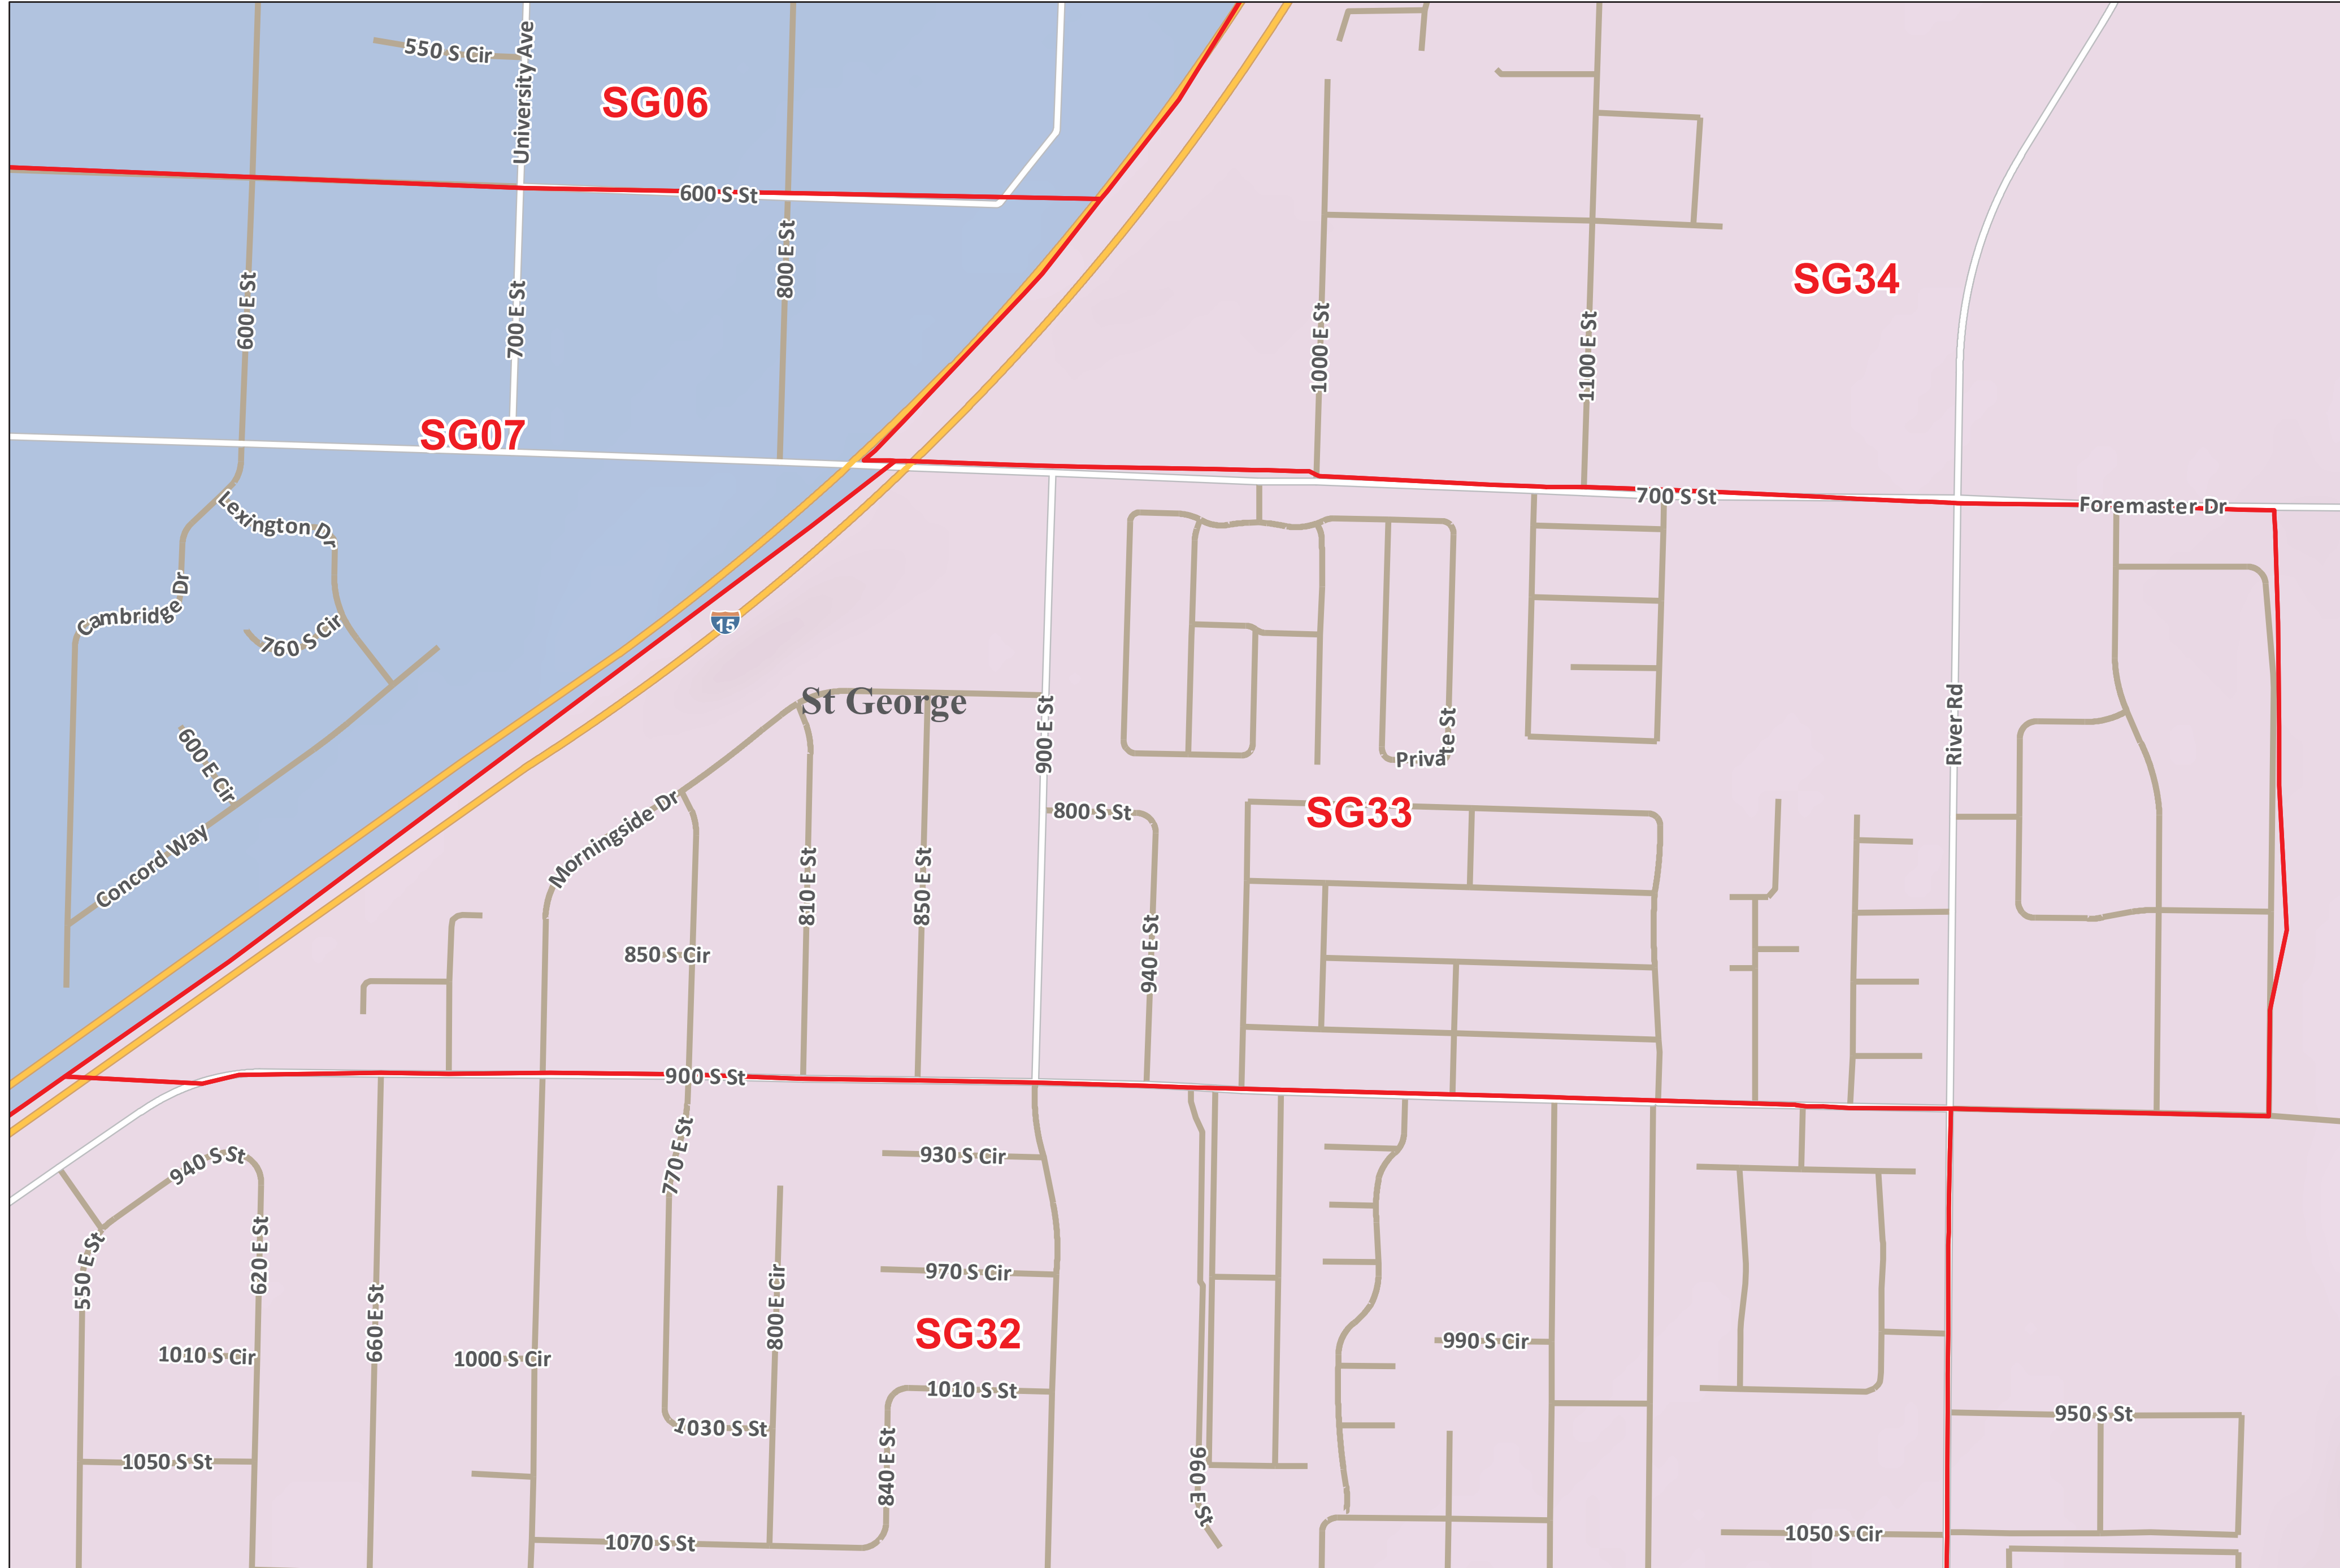 550 S Cir
University Ave
SG06
600 S St
600 E St
700 E St
800 E St
SG34
1000 E St
1100 E St
SG07
700 S St
Foremaster Dr
Lexington Dr
Cambridge Dr
760 S Cir
15
St George
900 E St
Private St
River Rd
600 E Cir
Concord Way
Morningside Dr
800 S St
SG33
810 E St
850 E St
850 S Cir
940 E St
900 S St
940 S St
770 E St
930 S Cir
550 E St
620 E St
660 E St
800 E Cir
970 S Cir
SG32
1010 S Cir
1000 S Cir
990 S Cir
1010 S St
1030 S St
950 S St
1050 S St
840 E St
960 E St
1070 S St
1050 S Cir